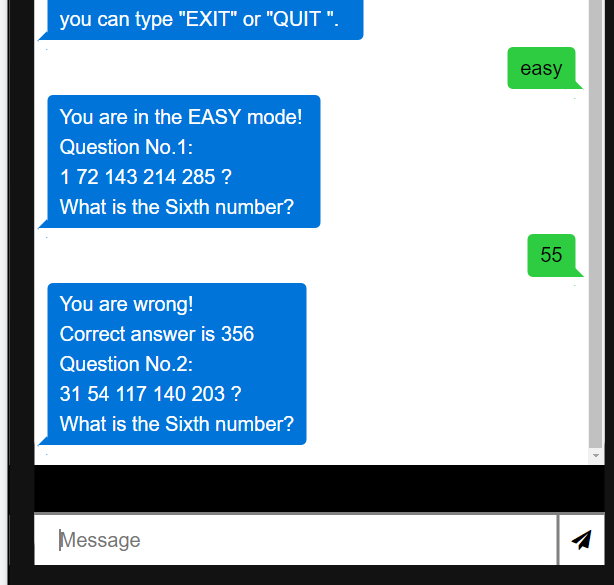 you can type "EXIT" or "QUIT ".
easy
You are in the EASY mode!
Question No.1:
1 72 143 214 285 ?
What is the Sixth number?
55
You are wrong!
Correct answer is 356
Question No.2:
31 54 117 140 203 ?
What is the Sixth number?
Message